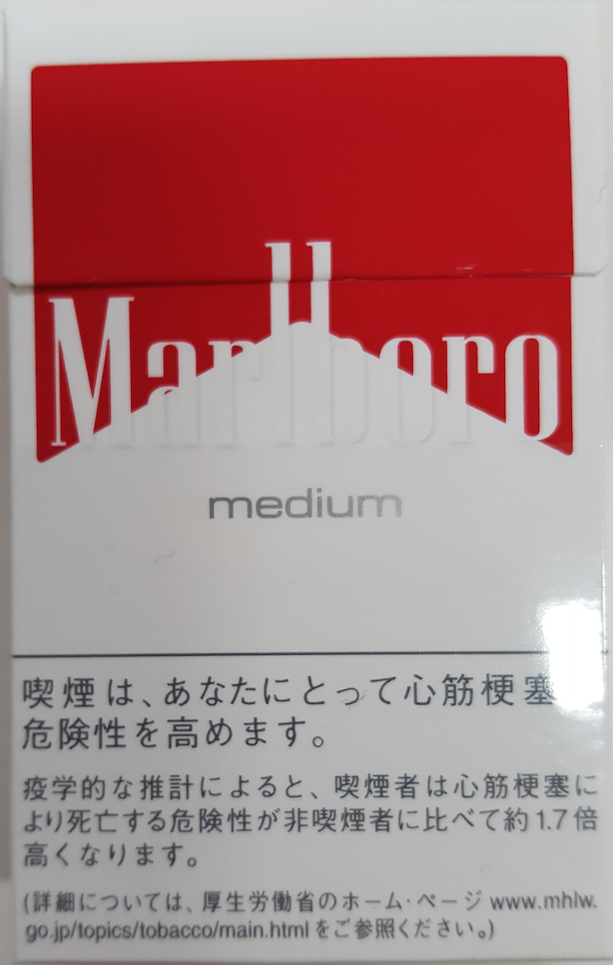 Marlboro
medium
喫煙は、あなたにとって心筋梗塞
危険性を高めます。
疫学的な推計によると、喫煙者は心筋梗塞に
より死亡する危険性が非喫煙者に比べて約1.7倍
高くなります。
(詳細については、厚生労働省のホーム・ページ www.mhlw.
go.jp/topics/tobacco/main.html をご参照ください。)